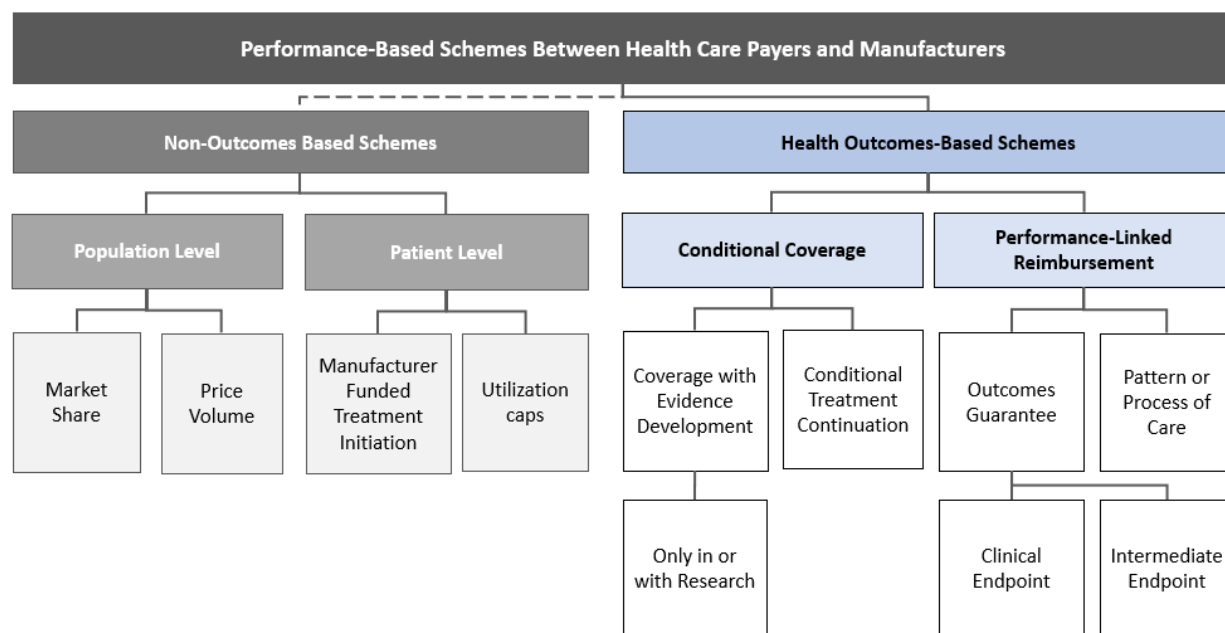 Performance-Based Schemes Between Health Care Payers and Manufacturers
Non-Outcomes Based Schemes
Health Outcomes-Based Schemes
Population Level
Patient Level
Conditional Coverage
Performance-Linked
Reimbursement
Market
Share
Price
Volume
Manufacturer
Funded
Treatment
Initiation
Utilization
caps
Coverage with
Evidence
Development
Conditional
Treatment
Continuation
Outcomes
Guarantee
Pattern or
Process of
Care
Only in or
with Research
Clinical
Endpoint
Intermediate
Endpoint